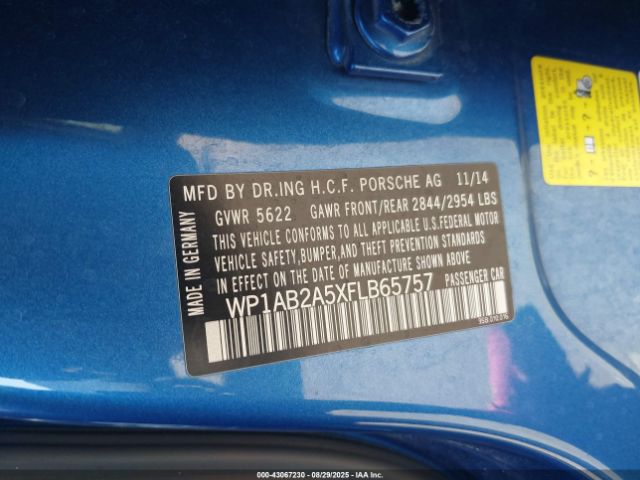 MFD BY DR.ING H.C.F. PORSCHE AG 11/14
GVWR 5622 GAWR FRONT/REAR 2844/2954 LBS
THIS VEHICLE CONFORMS TO ALL APPLICABLE U.S.FEDERAL MOTOR
VEHICLE SAFETY, BUMPER, AND THEFT PREVENTION STANDARDS
IN EFFECT ON THE DATE OF MANUFACTURE SHOWN ABOVE
WP1AB2A5XFLB65757 PASSENGER CAR
MADE IN GERMANY
00-43067230 - 08/29/2025 - IAA, Inc.